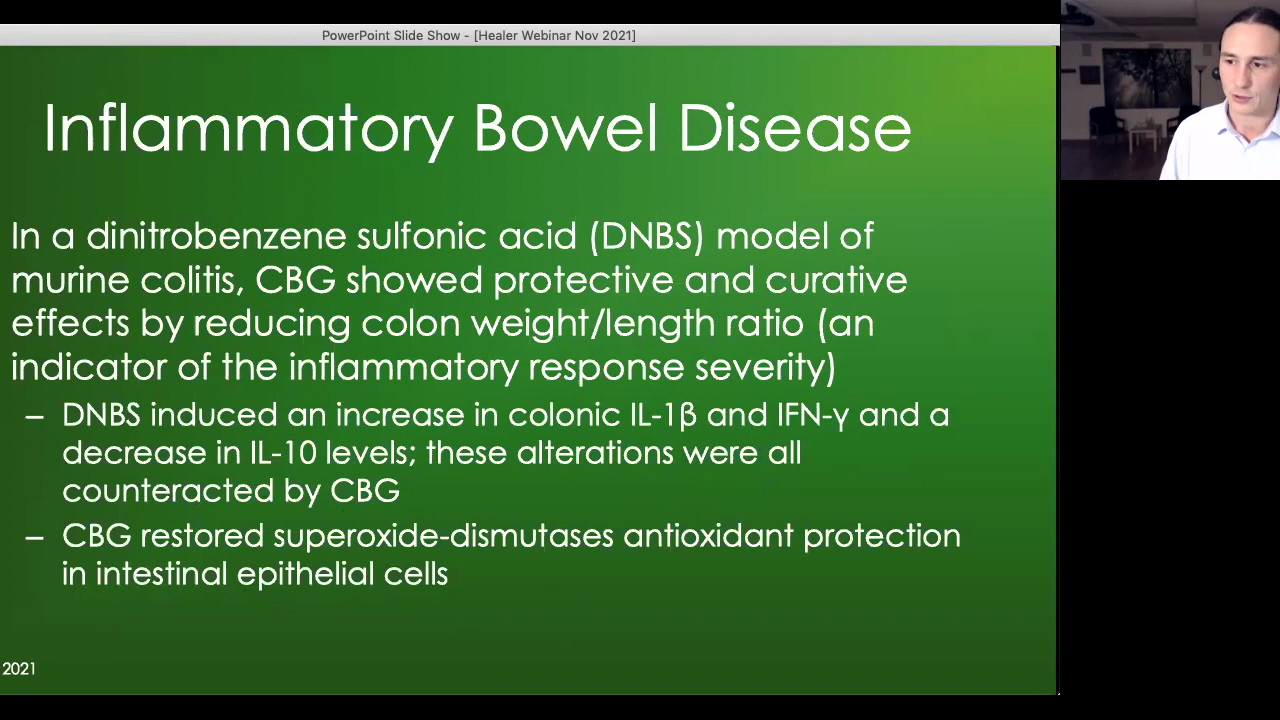 PowerPoint Slide Show - [Healer Webinar Nov 2021]
Inflammatory Bowel Disease
In a dinitrobenzene sulfonic acid (DNBS) model of
murine colitis, CBG showed protective and curative
effects by reducing colon weight/length ratio (an
indicator of the inflammatory response severity)
– DNBS induced an increase in colonic IL-1β and IFN-γ and a
decrease in IL-10 levels; these alterations were all
counteracted by CBG
– CBG restored superoxide-dismutases antioxidant protection
in intestinal epithelial cells
2021